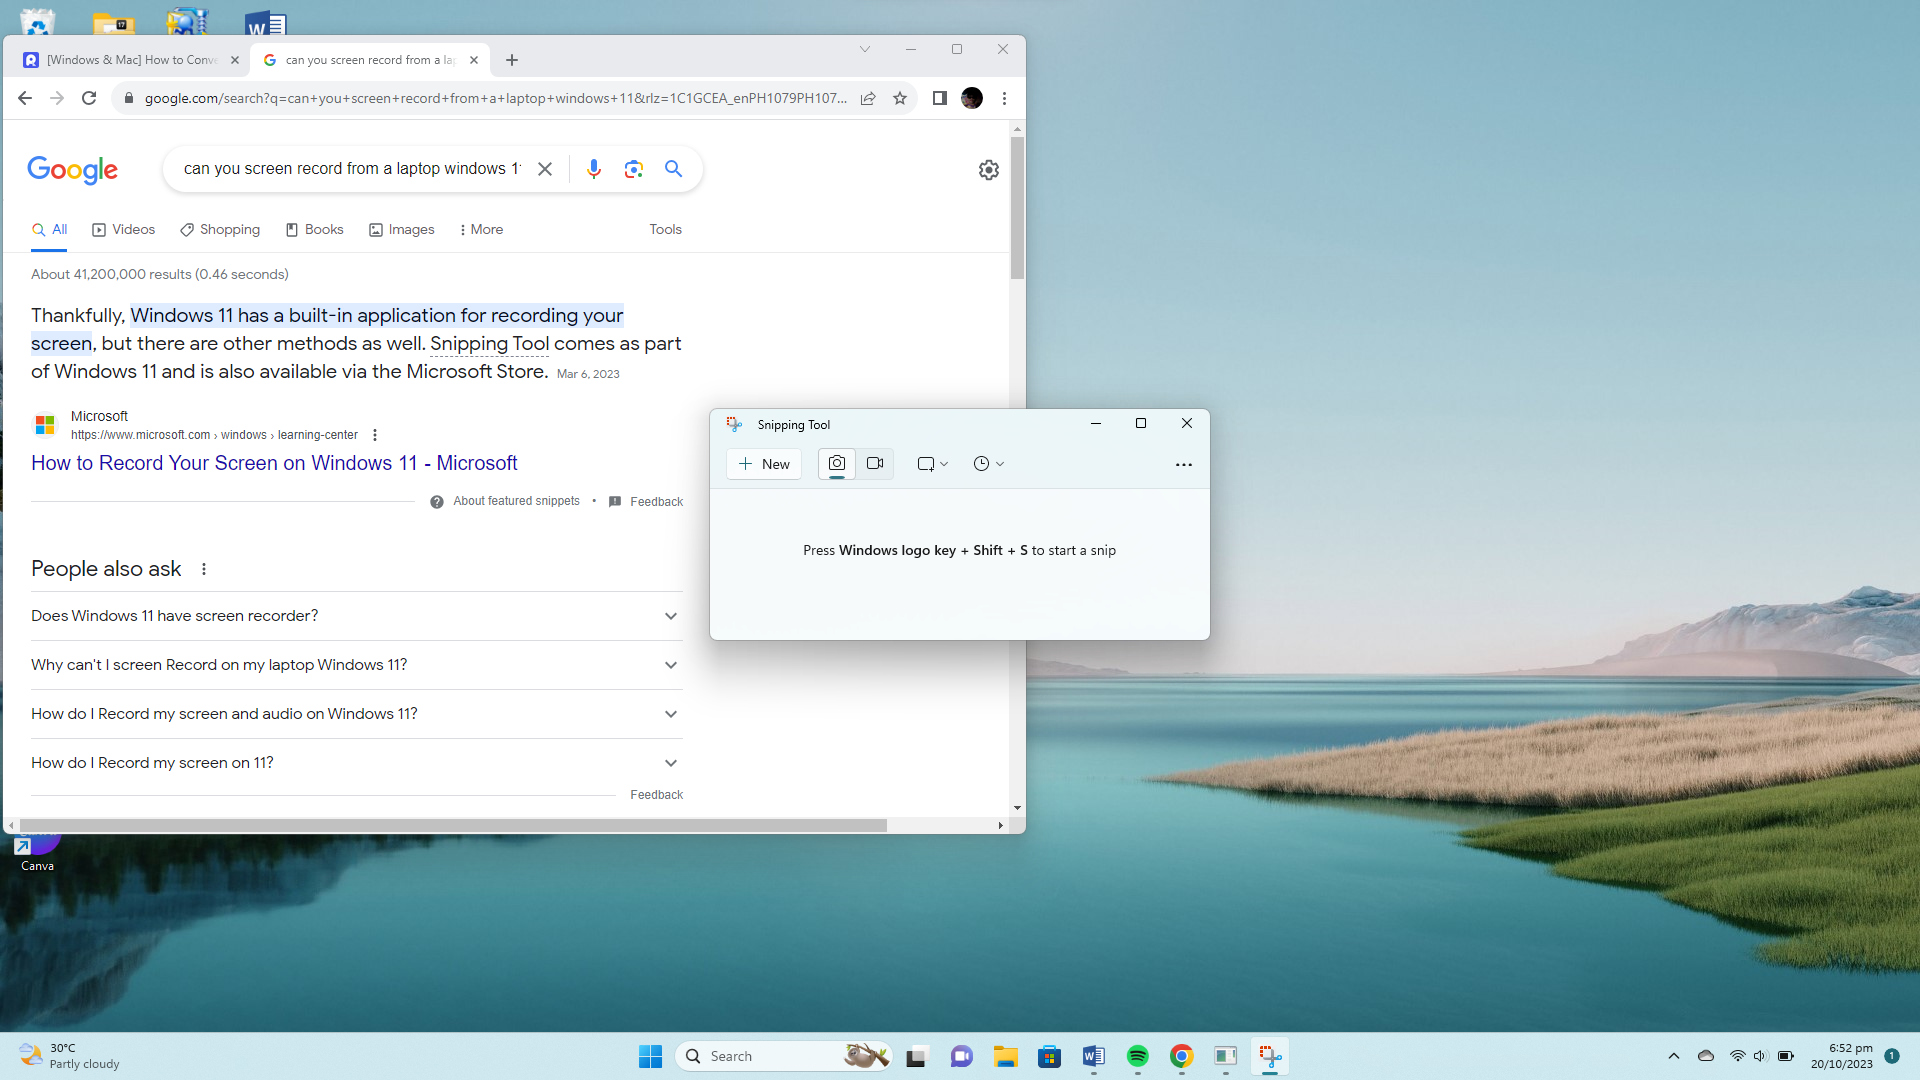 [Windows & Mac] How to Conve
can you screen record from a lap
google.com/search?q=can+you+screen+record+from+a+laptop+windows+11&rlz=1C1GCEA_enPH1079PH107...
Google
can you screen record from a laptop windows 11
All
Videos
Shopping
Books
Images
More
Tools
About 41,200,000 results (0.46 seconds)
Thankfully, Windows 11 has a built-in application for recording your
screen, but there are other methods as well. Snipping Tool comes as part
of Windows 11 and is also available via the Microsoft Store. Mar 6, 2023
Microsoft
https://www.microsoft.com › windows › learning-center
How to Record Your Screen on Windows 11 - Microsoft
About featured snippets • Feedback
People also ask
Does Windows 11 have screen recorder?
Why can't I screen Record on my laptop Windows 11?
How do I Record my screen and audio on Windows 11?
How do I Record my screen on 11?
Feedback
Snipping Tool
New
Press Windows logo key + Shift + S to start a snip
Canva
30°C
Partly cloudy
Search
6:52 pm
20/10/2023
1